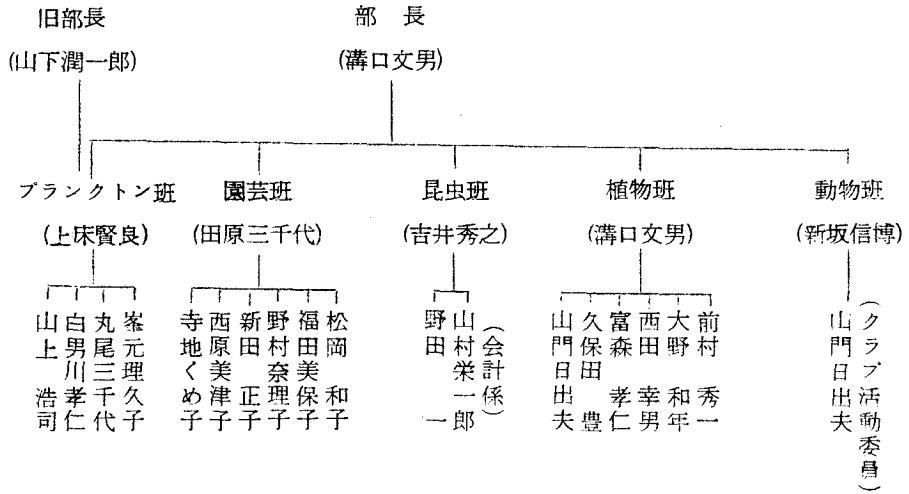 旧部長
(山下潤一郎)
部長
(溝口文男)
プランクトン班
(上床賢良)
山上浩司
白男川孝仁
丸尾三千代
峯元理久子
園芸班
(田原三千代)
寺地くめ子
西原美津子
新田正子
野村奈理子
福田美保子
松岡和子
昆虫班
(吉井秀之)
野田一
山村栄一郎
(会計係)
植物班
(溝口文男)
山門日出夫
久保田豊
富森孝仁
西田幸男
大野和年
前村秀一
動物班
(新坂信博)
山門日出夫
(クラブ活動委員)